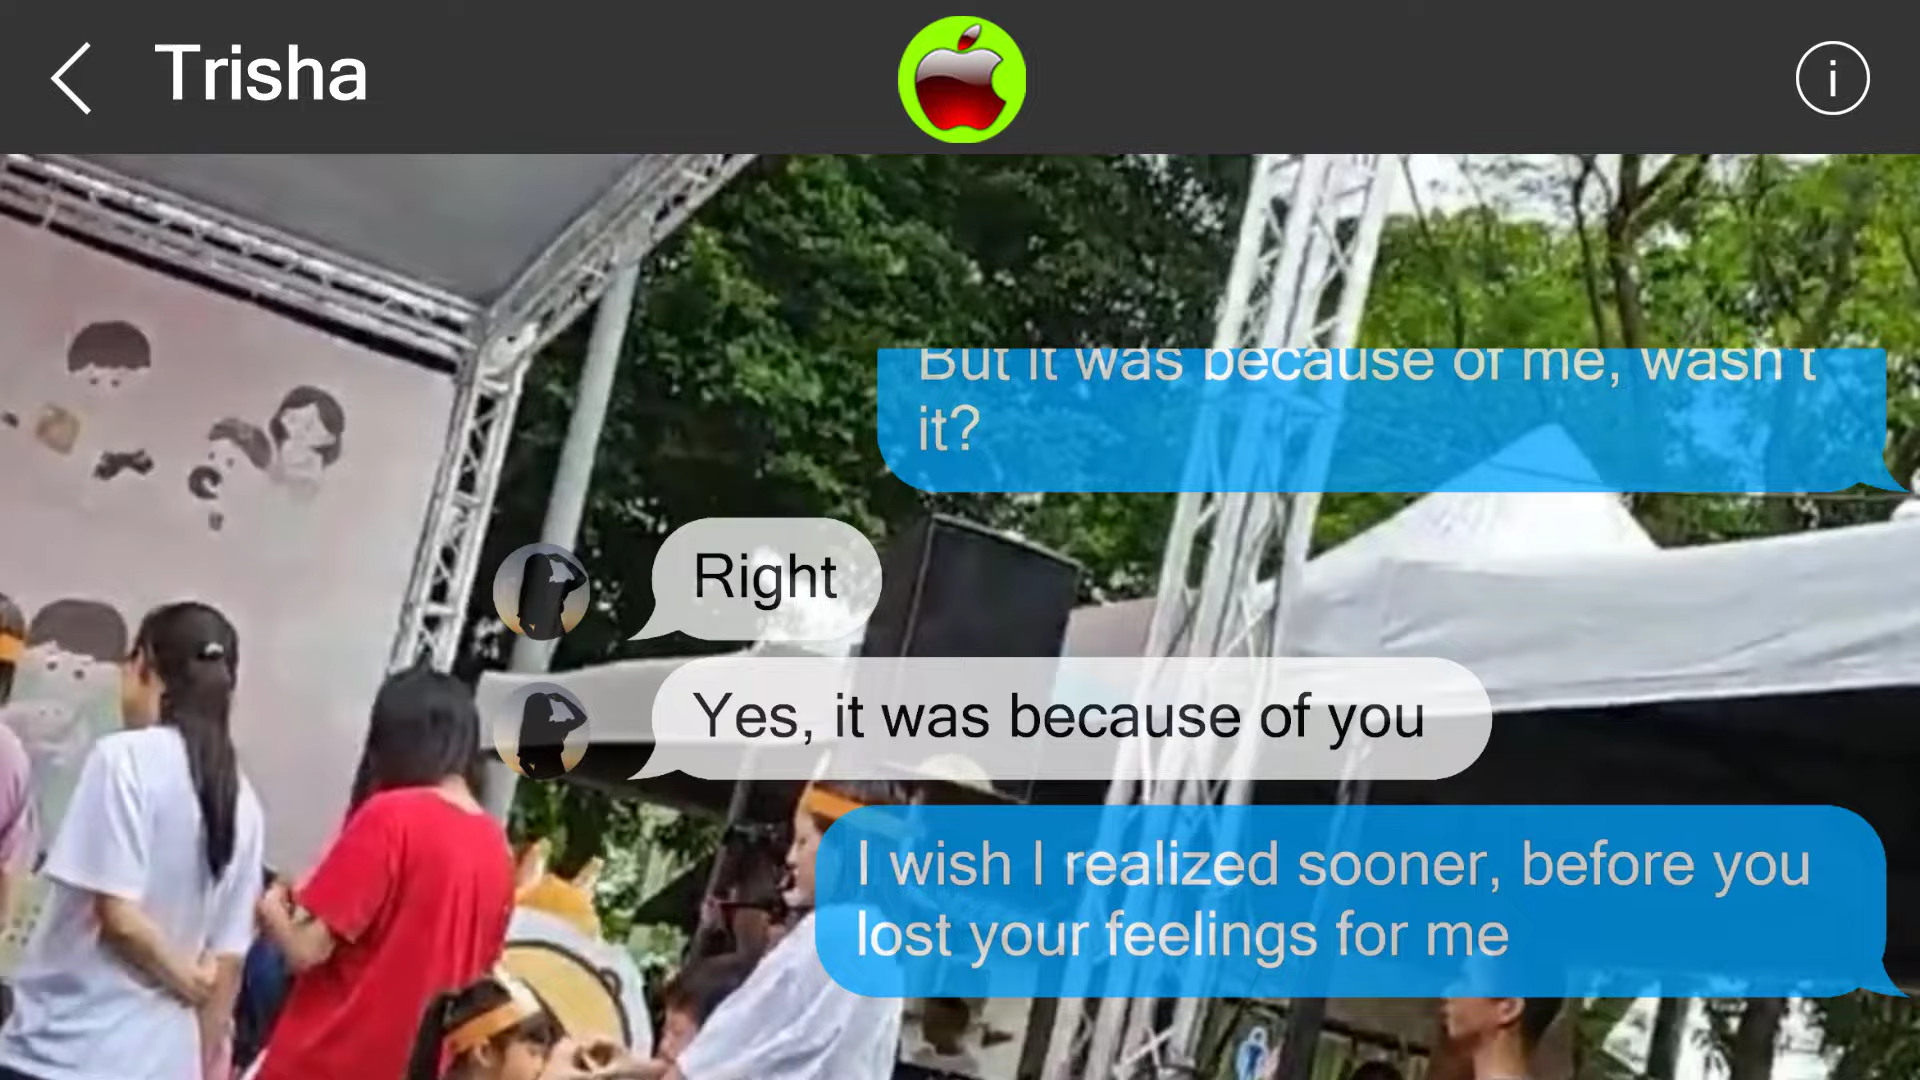 Trisha
But it was because of me, wasn't
it?
Right
Yes, it was because of you
I wish I realized sooner, before you
lost your feelings for me